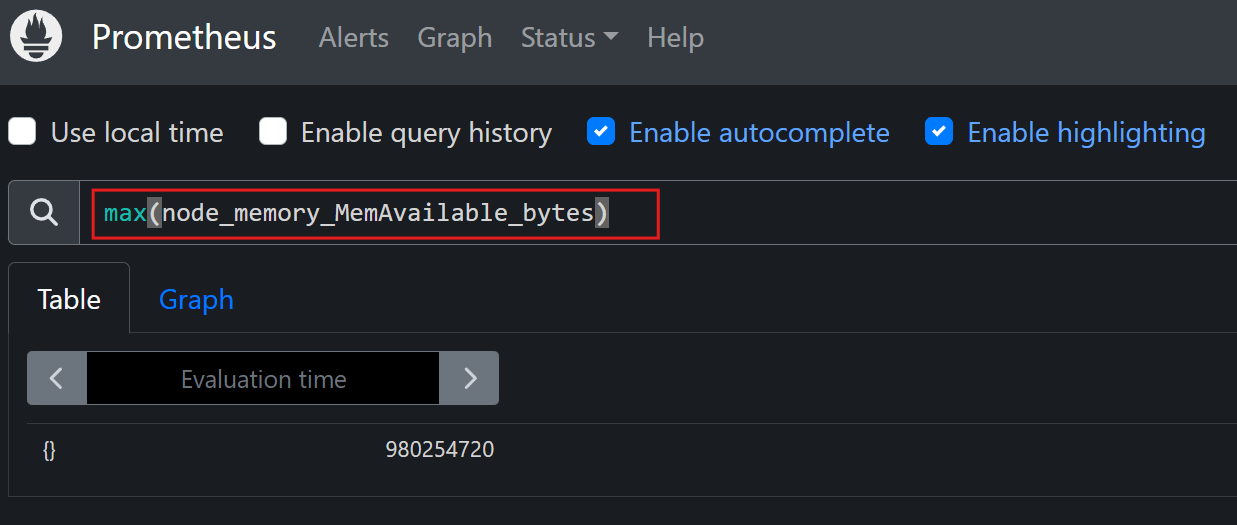 Prometheus Alerts Graph Status Help
Use local time Enable query history Enable autocomplete Enable highlighting
max(node_memory_MemAvailable_bytes)
Table Graph
Evaluation time
{} 980254720